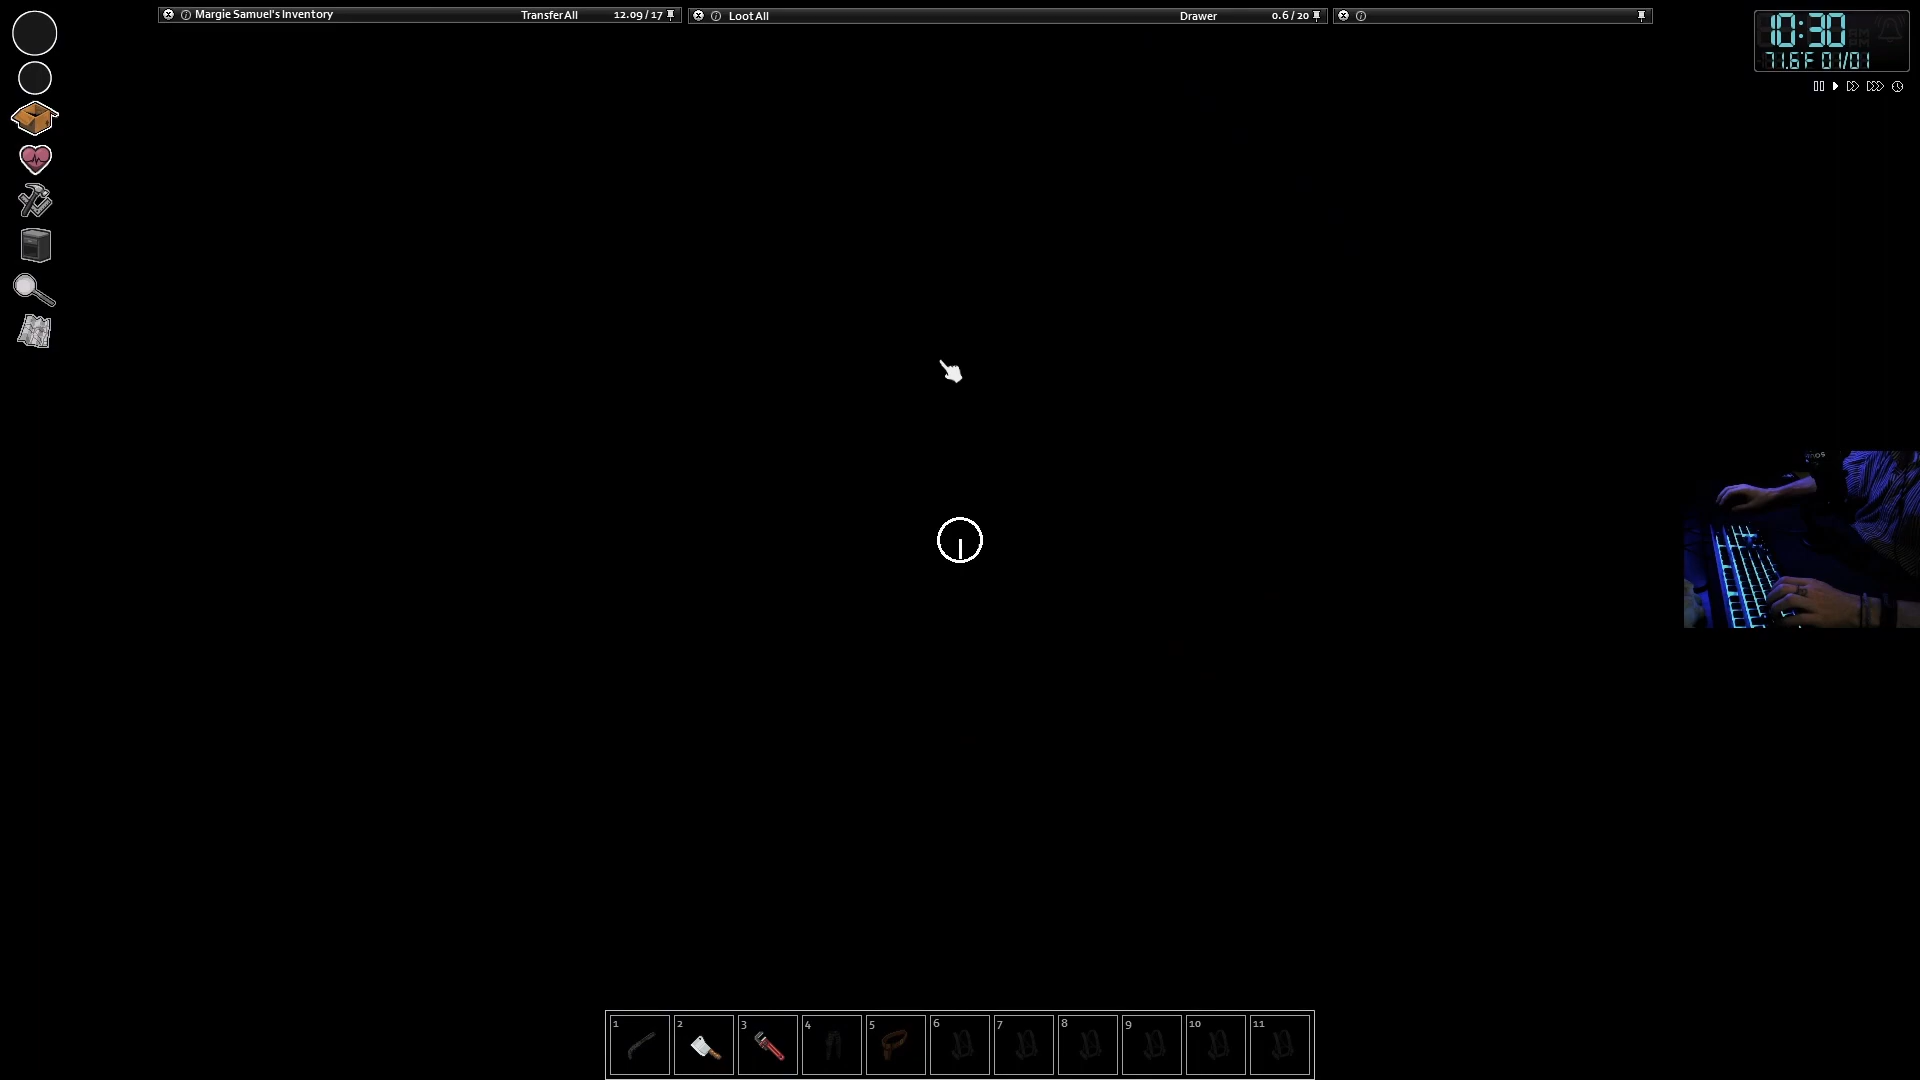 Margie Samuel's Inventory Transfer All 12.09 / 17
Loot All Drawer 0.6 / 20
10:30
71.6°F 01/01
1 2 3 4 5 6 7 8 9 10 11